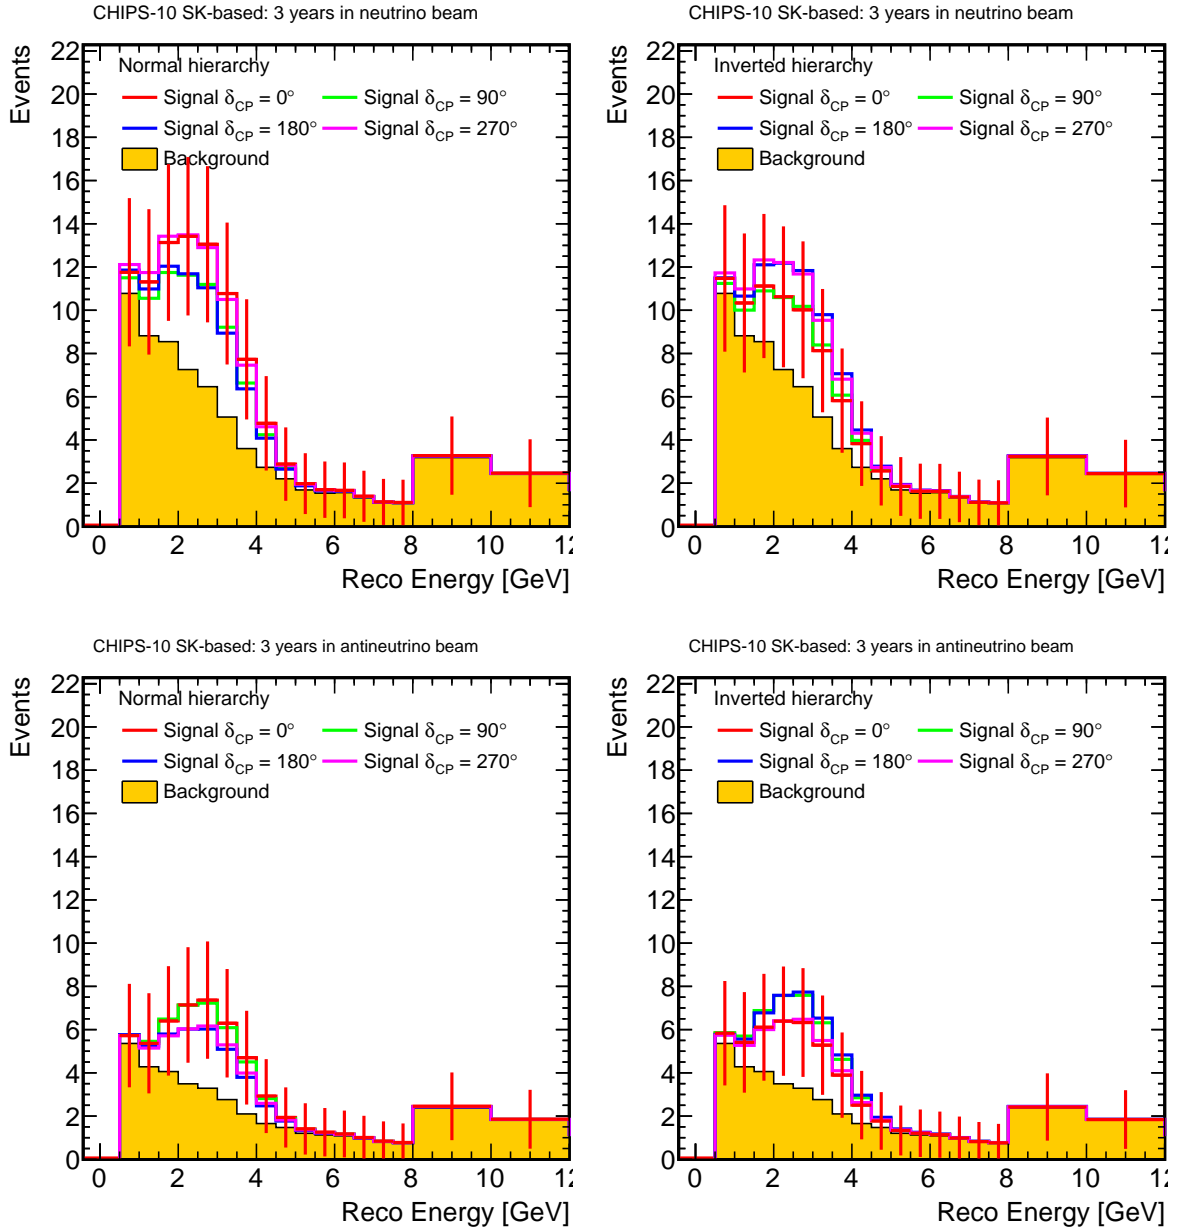 CHIPS-10 SK-based: 3 years in neutrino beam
Events
22
20
18
16
14
12
10
8
6
4
2
0
Normal hierarchy
Signal δCP = 0°
Signal δCP = 90°
Signal δCP = 180°
Signal δCP = 270°
Background
0 2 4 6 8 10 12
Reco Energy [GeV]
CHIPS-10 SK-based: 3 years in neutrino beam
Events
22
20
18
16
14
12
10
8
6
4
2
0
Inverted hierarchy
Signal δCP = 0°
Signal δCP = 90°
Signal δCP = 180°
Signal δCP = 270°
Background
0 2 4 6 8 10 12
Reco Energy [GeV]
CHIPS-10 SK-based: 3 years in antineutrino beam
Events
22
20
18
16
14
12
10
8
6
4
2
0
Normal hierarchy
Signal δCP = 0°
Signal δCP = 90°
Signal δCP = 180°
Signal δCP = 270°
Background
0 2 4 6 8 10 12
Reco Energy [GeV]
CHIPS-10 SK-based: 3 years in antineutrino beam
Events
22
20
18
16
14
12
10
8
6
4
2
0
Inverted hierarchy
Signal δCP = 0°
Signal δCP = 90°
Signal δCP = 180°
Signal δCP = 270°
Background
0 2 4 6 8 10 12
Reco Energy [GeV]